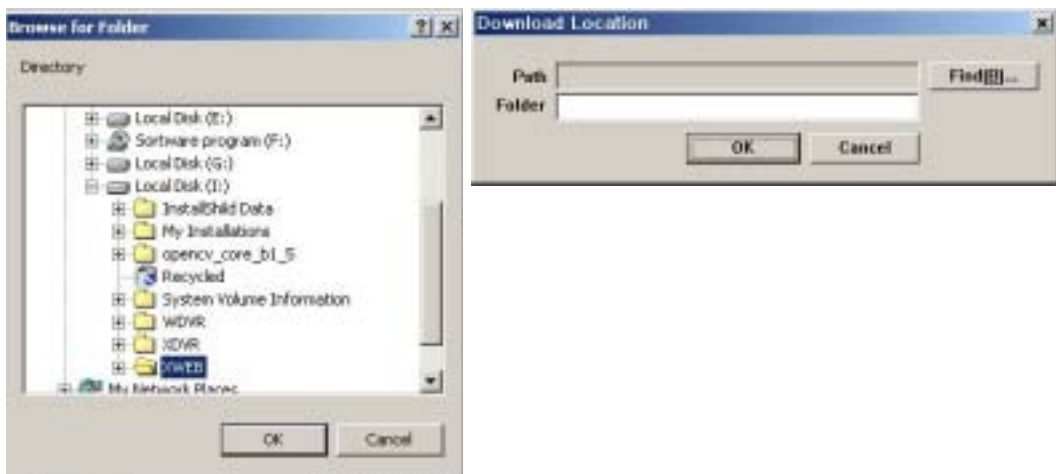 Browse for Folder
Directory
Local Disk (E:)
Sortware program (F:)
Local Disk (G:)
Local Disk (I:)
InstallShild Data
My Installations
opencv_core_b1_5
Recycled
System Volume Information
WDVR
XDVR
XWEB
My Network Places
OK Cancel
Download Location
Path Find(F)...
Folder
OK Cancel